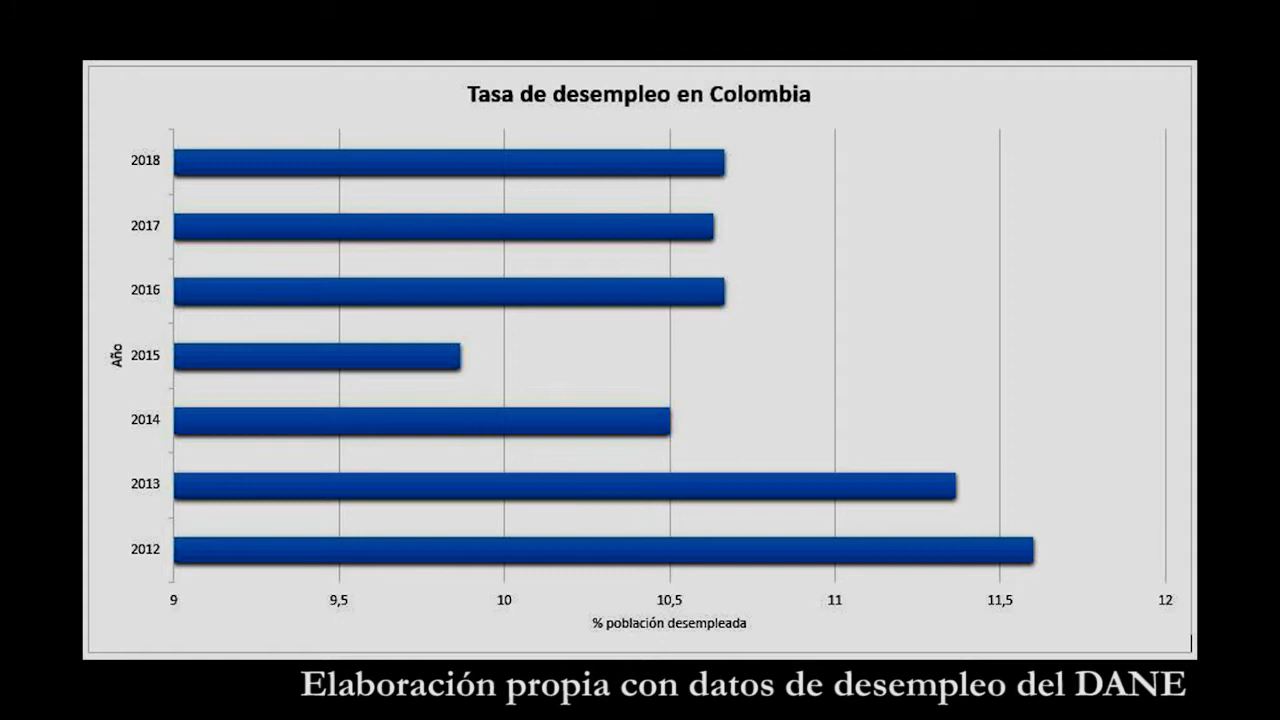 Tasa de desempleo en Colombia
2018
2017
2016
2015
2014
2013
2012
Año
9 9,5 10 10,5 11 11,5 12
% población desempleada
Elaboración propia con datos de desempleo del DANE